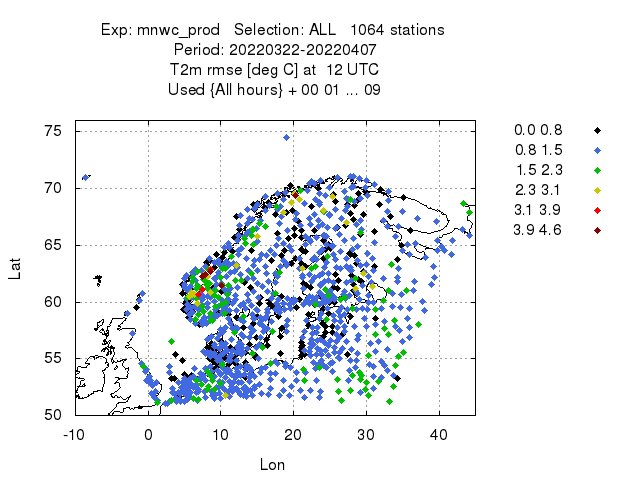 Exp: mnwc_prod   Selection: ALL   1064 stations
Period: 20220322-20220407
T2m rmse [deg C] at  12 UTC
Used {All hours} + 00 01 ... 09
75
70
65
60
55
50
Lat
-10 0 10 20 30 40
Lon
0.0 0.8
0.8 1.5
1.5 2.3
2.3 3.1
3.1 3.9
3.9 4.6